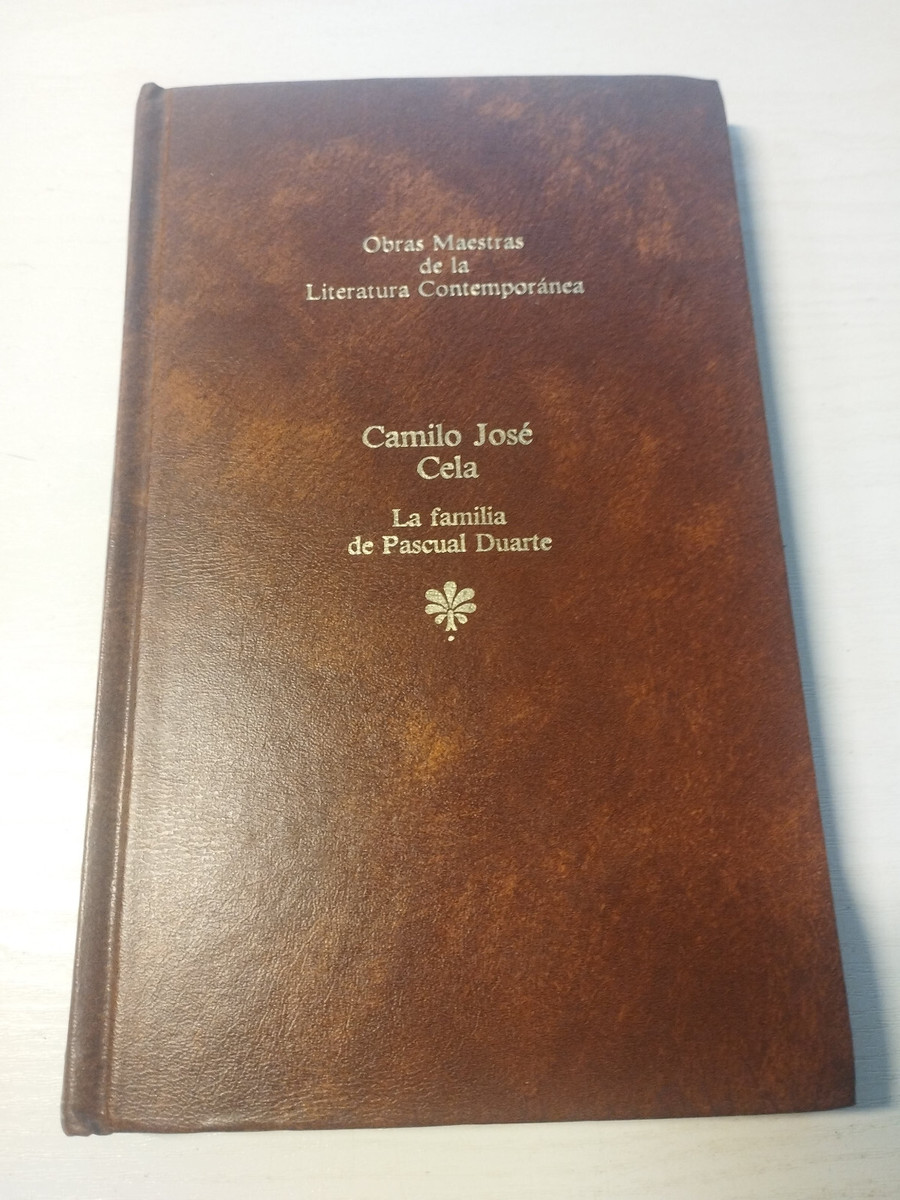 Obras Maestras
de la
Literatura Contemporánea
Camilo José
Cela
La familia
de Pascual Duarte